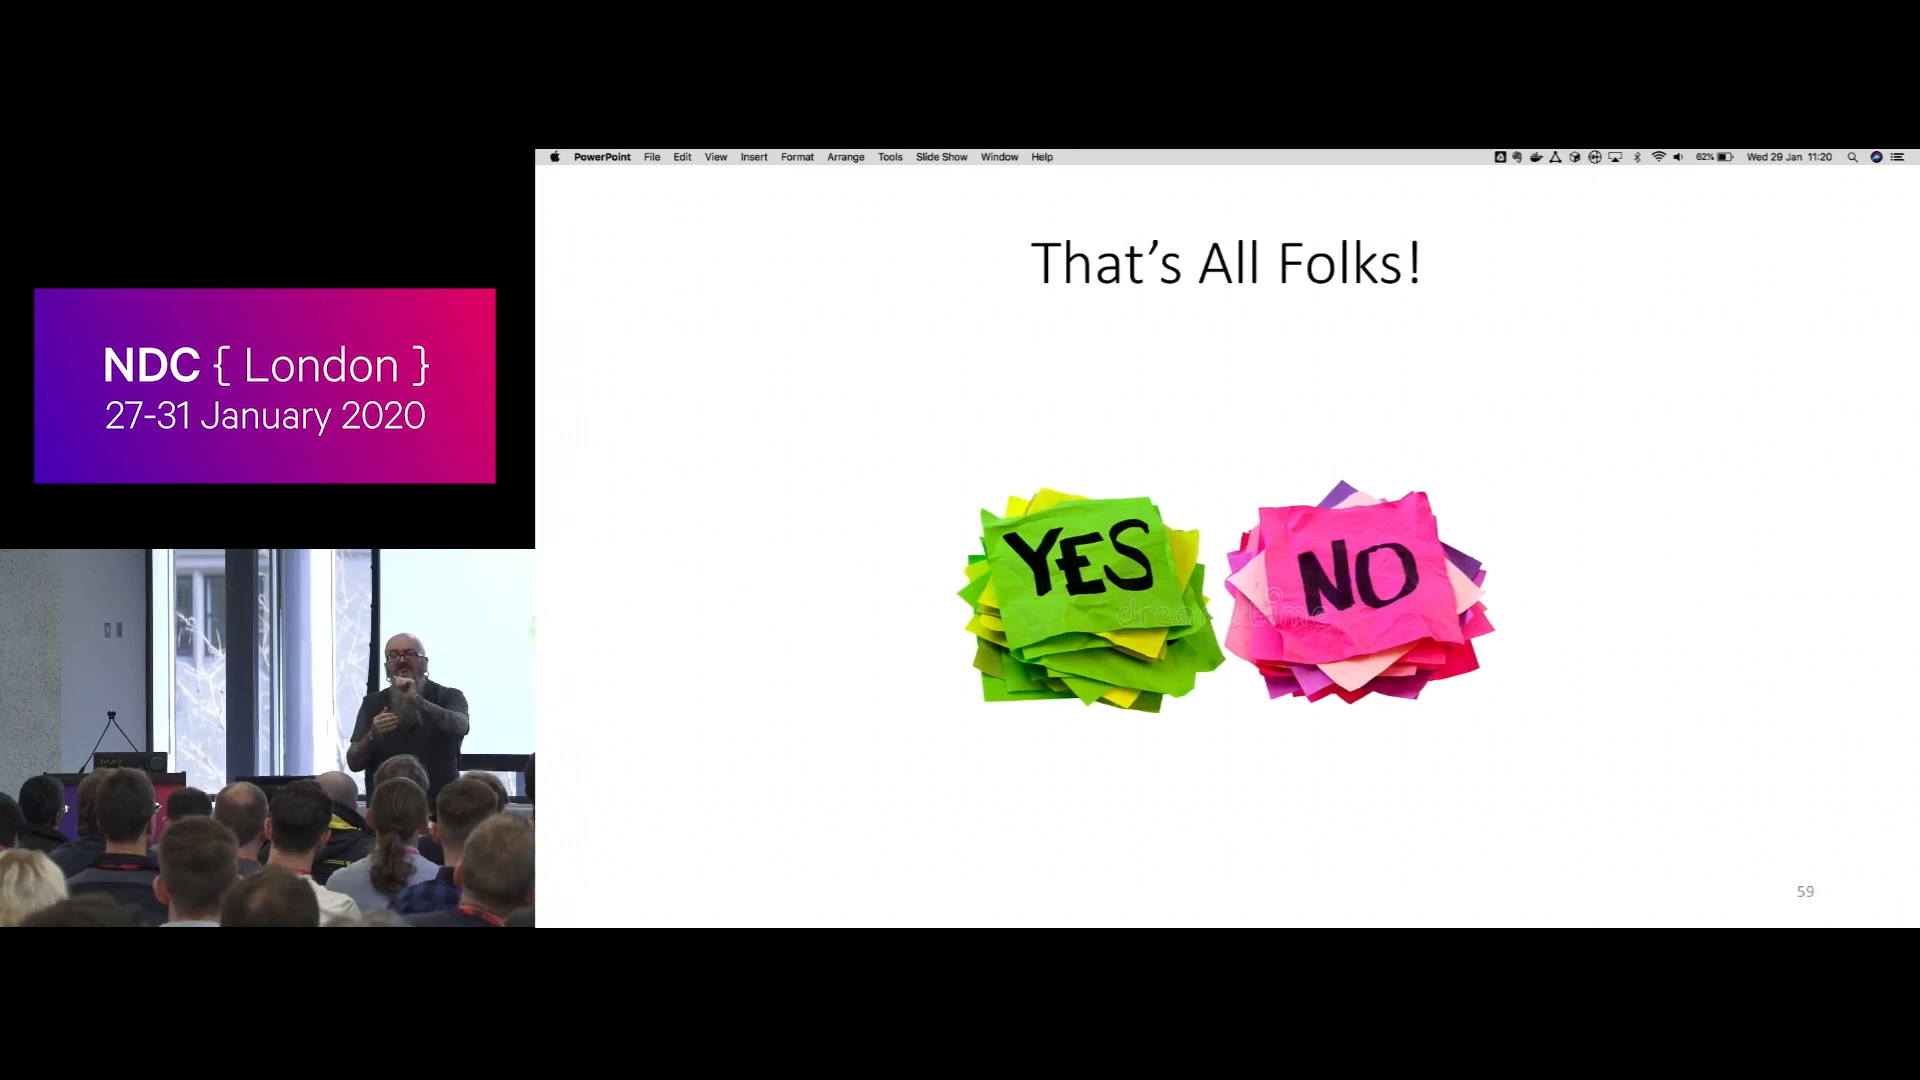 PowerPoint File Edit View Insert Format Arrange Tools Slide Show Window Help 62% Wed 29 Jan 11:20
That's All Folks!
NDC { London }
27-31 January 2020
YES
NO
dreamstime
59